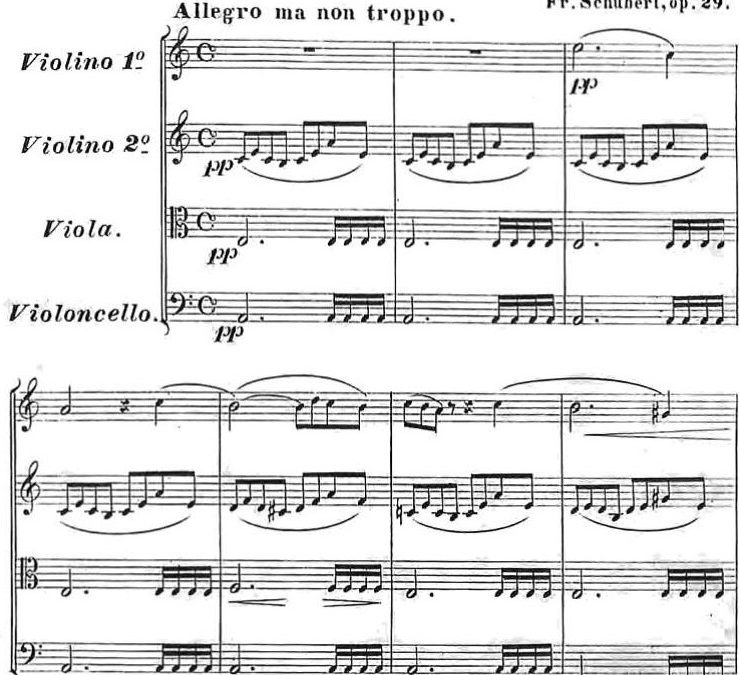 Allegro ma non troppo.
Fr. Schubert, op. 29.
Violino 1º
pp
Violino 2º
pp
Viola.
pp
Violoncello.
pp